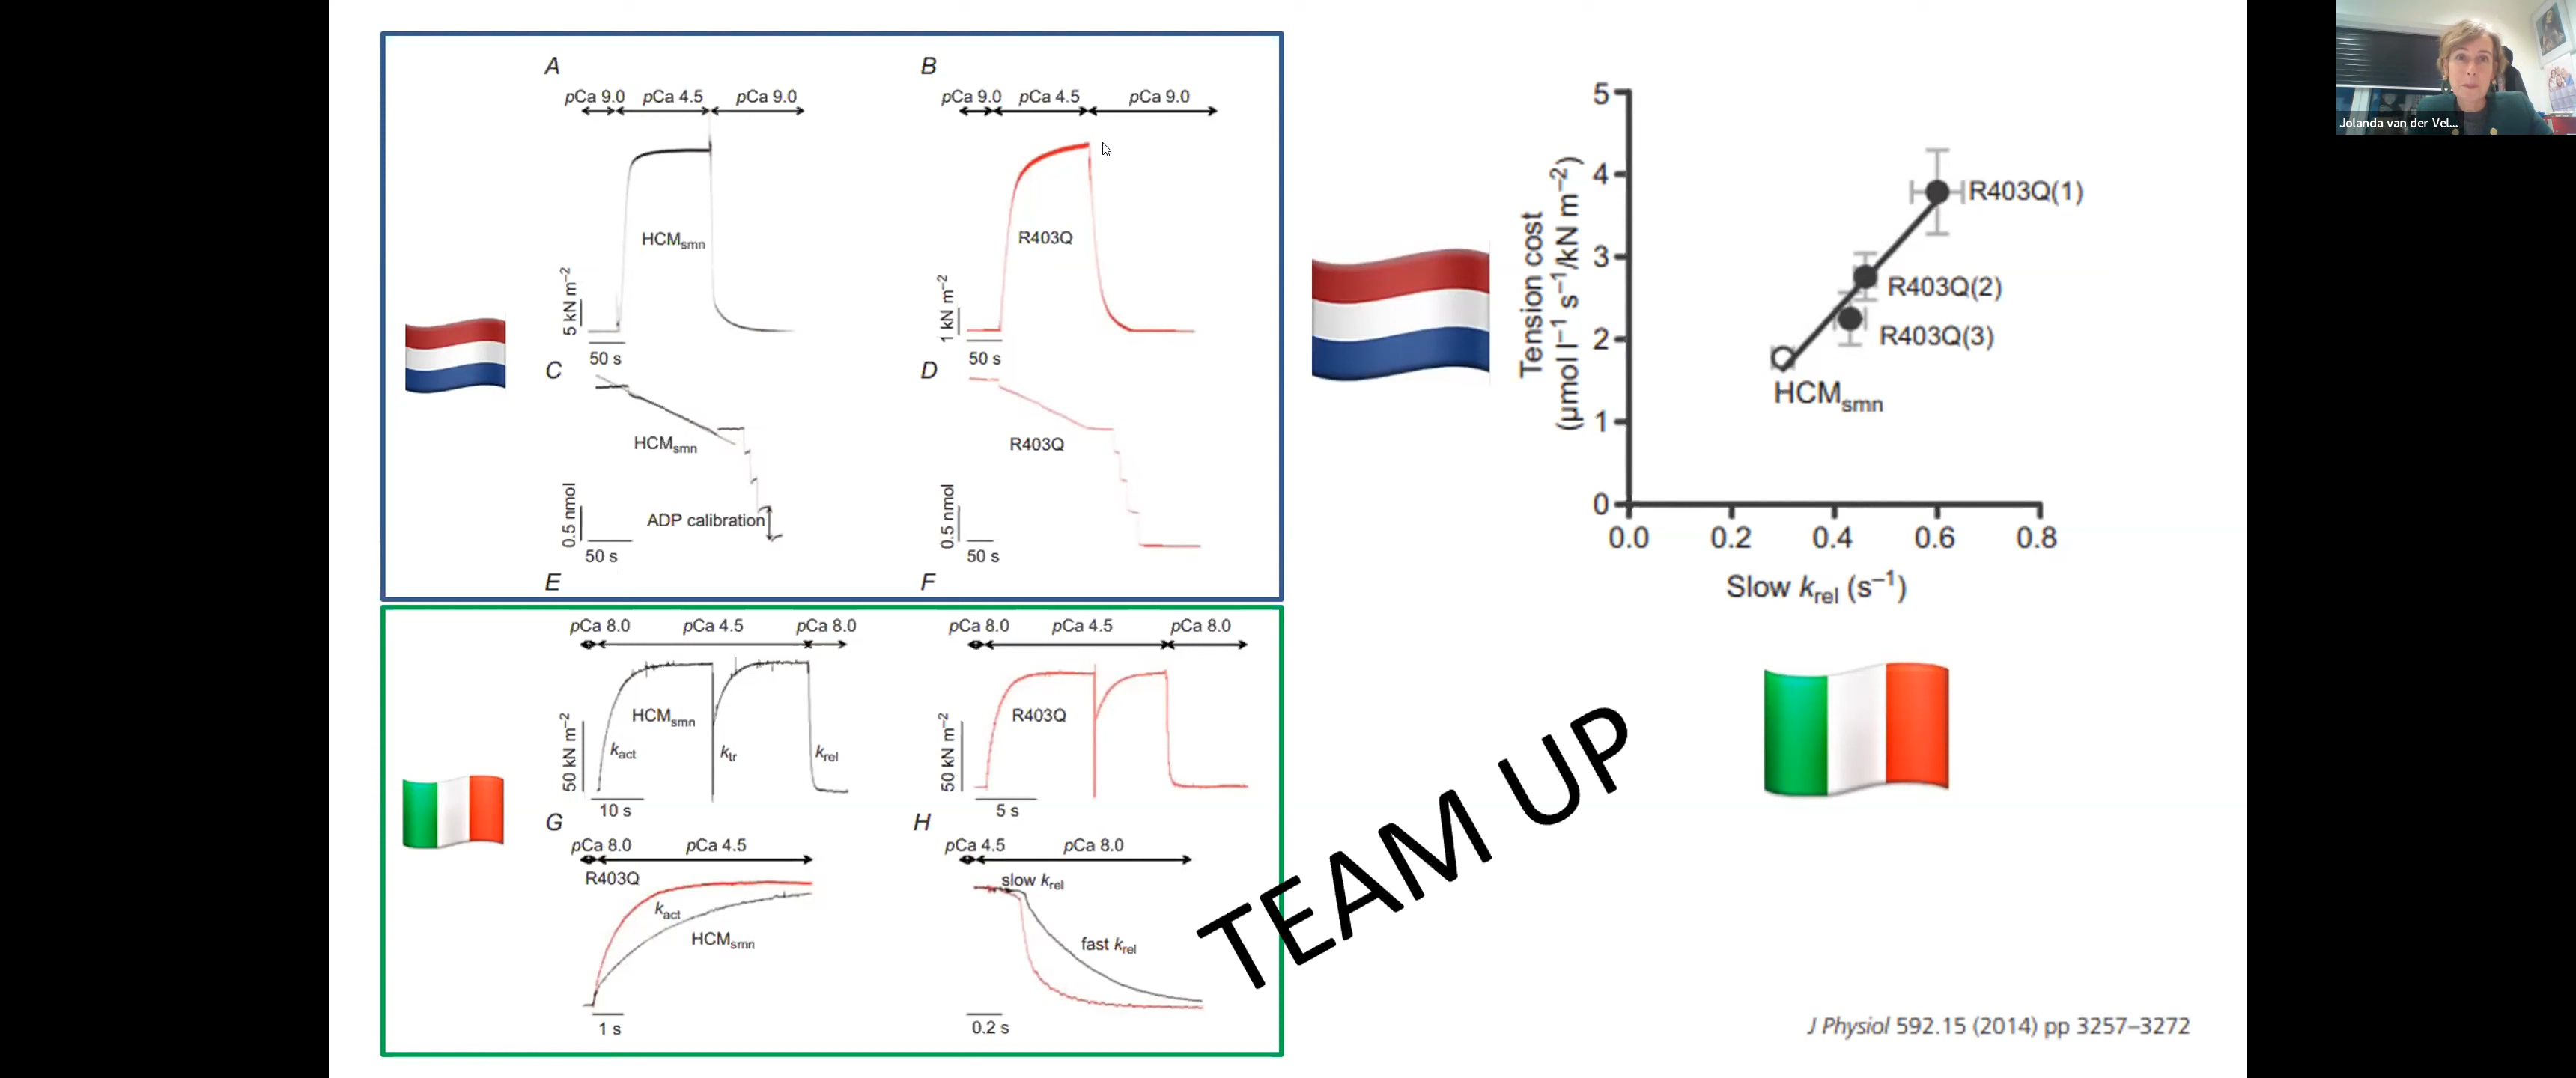 A
pCa 9.0 pCa 4.5 pCa 9.0
HCMsmn
5 kN m−2
50 s
B
pCa 9.0 pCa 4.5 pCa 9.0
R403Q
1 kN m−2
50 s
C
HCMsmn
ADP calibration
0.5 nmol
50 s
D
R403Q
0.5 nmol
50 s
E
pCa 8.0 pCa 4.5 pCa 8.0
HCMsmn
kact
ktr
krel
50 kN m−2
10 s
F
pCa 8.0 pCa 4.5 pCa 8.0
R403Q
50 kN m−2
5 s
G
pCa 8.0 pCa 4.5
R403Q
kact
HCMsmn
1 s
H
pCa 4.5 pCa 8.0
slow krel
fast krel
0.2 s
TEAM UP
Tension cost
(µmol l−1 s−1/kN m−2)
5
4
3
2
1
0
R403Q(1)
R403Q(2)
R403Q(3)
HCMsmn
0.0 0.2 0.4 0.6 0.8
Slow krel (s−1)
J Physiol 592.15 (2014) pp 3257–3272
Jolanda van der Vel...